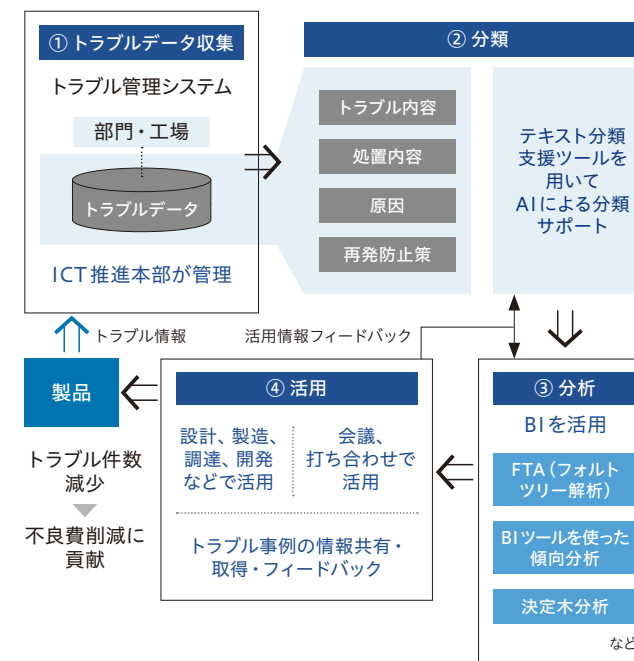 ① トラブルデータ収集
トラブル管理システム
部門・工場
トラブルデータ
ICT推進本部が管理
② 分類
トラブル内容
処置内容
原因
再発防止策
テキスト分類
支援ツールを
用いて
AIによる分類
サポート
トラブル情報
活用情報フィードバック
③ 分析
BIを活用
FTA（フォルト
ツリー解析）
BIツールを使った
傾向分析
決定木分析
など
④ 活用
設計、製造、
調達、開発
などで活用
会議、
打ち合わせで
活用
トラブル事例の情報共有・
取得・フィードバック
製品
トラブル件数
減少
不良費削減に
貢献